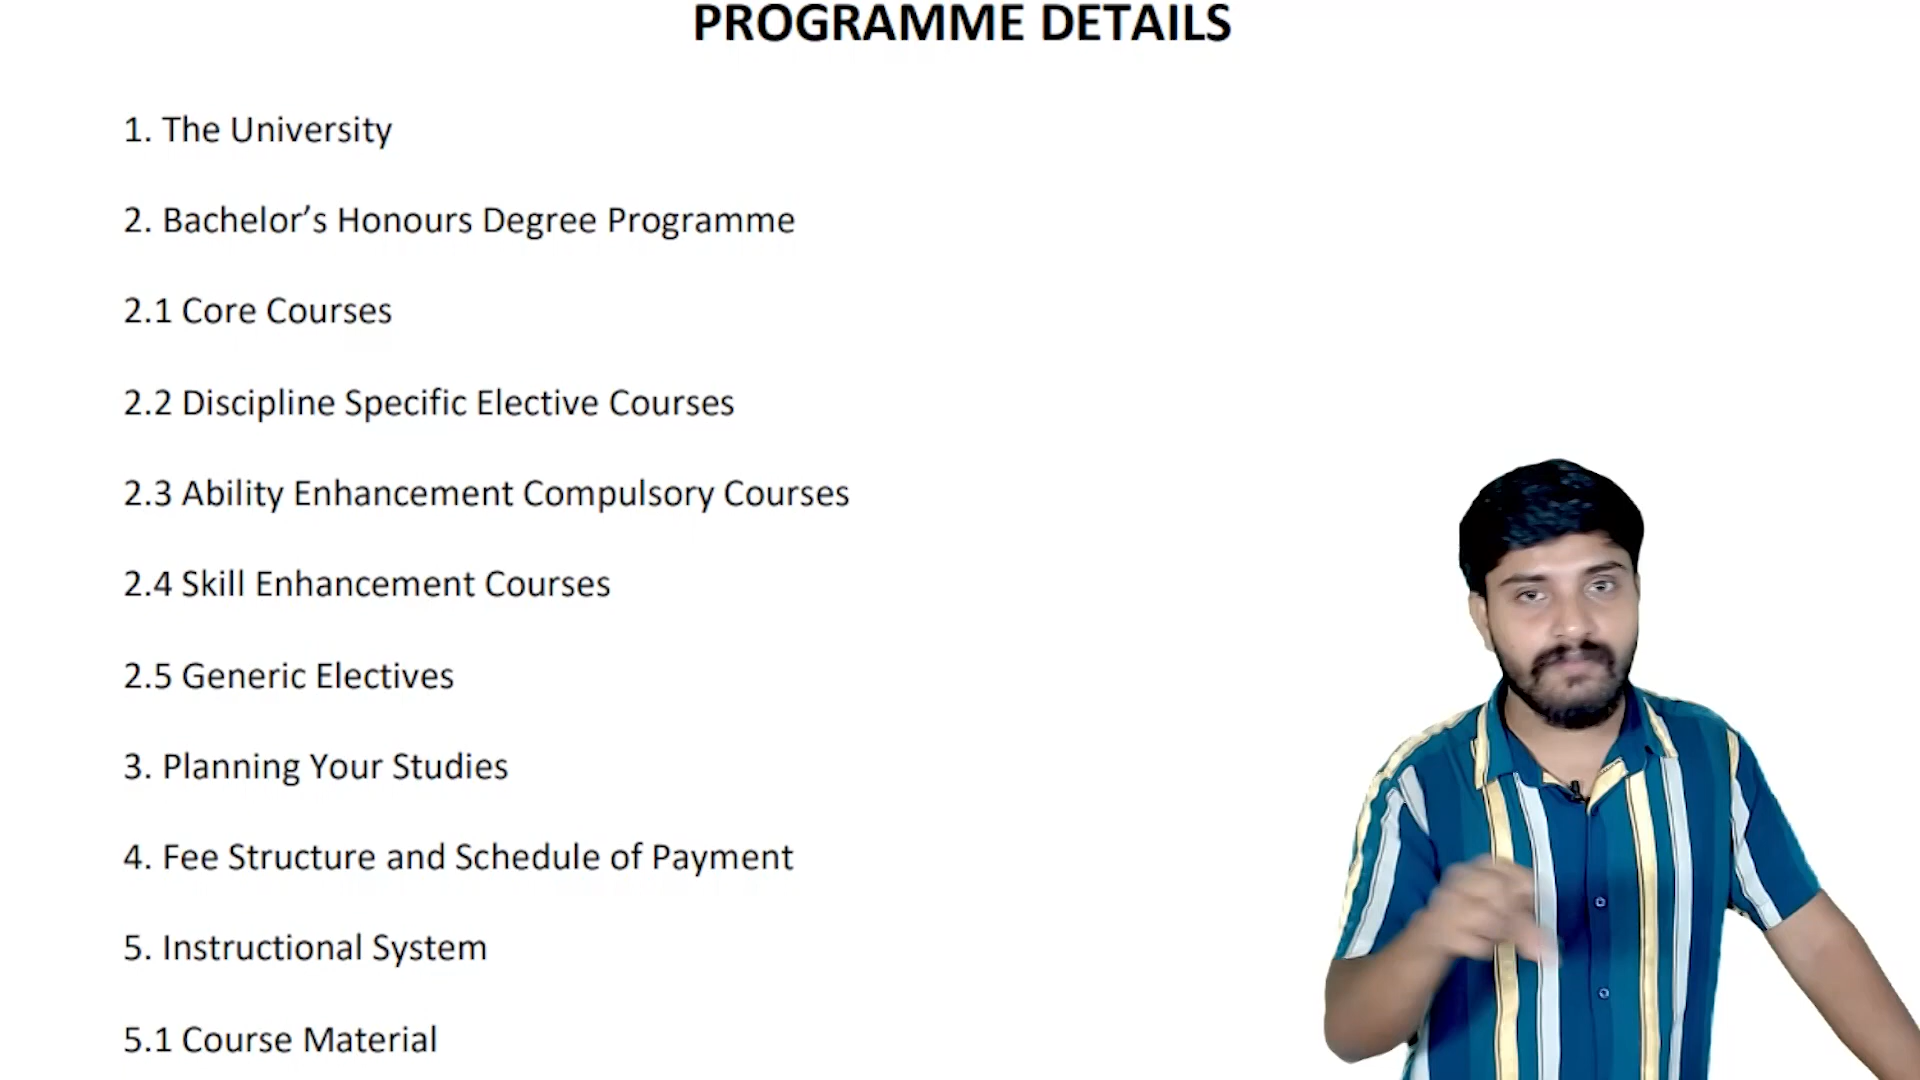 PROGRAMME DETAILS
1. The University
2. Bachelor’s Honours Degree Programme
2.1 Core Courses
2.2 Discipline Specific Elective Courses
2.3 Ability Enhancement Compulsory Courses
2.4 Skill Enhancement Courses
2.5 Generic Electives
3. Planning Your Studies
4. Fee Structure and Schedule of Payment
5. Instructional System
5.1 Course Material